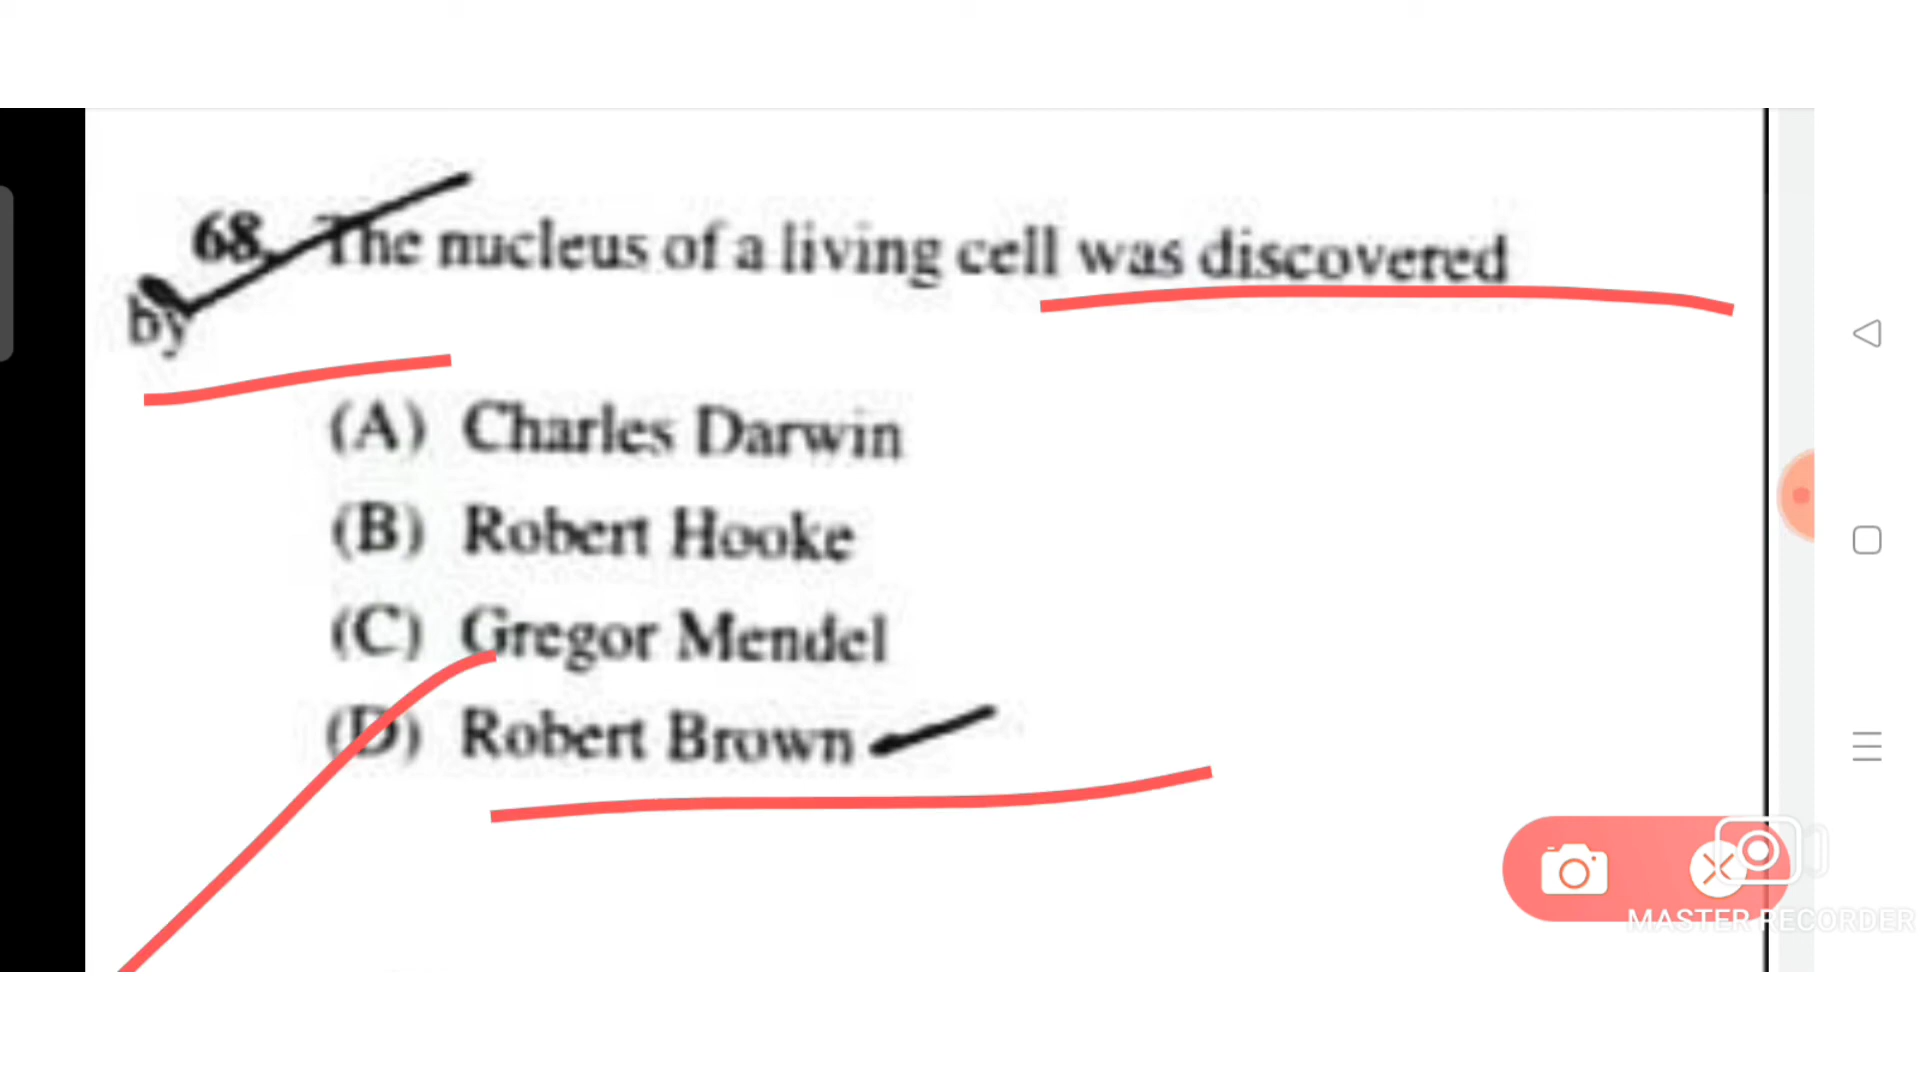 68. The nucleus of a living cell was discovered
by
(A) Charles Darwin
(B) Robert Hooke
(C) Gregor Mendel
(D) Robert Brown
MASTER RECORDER